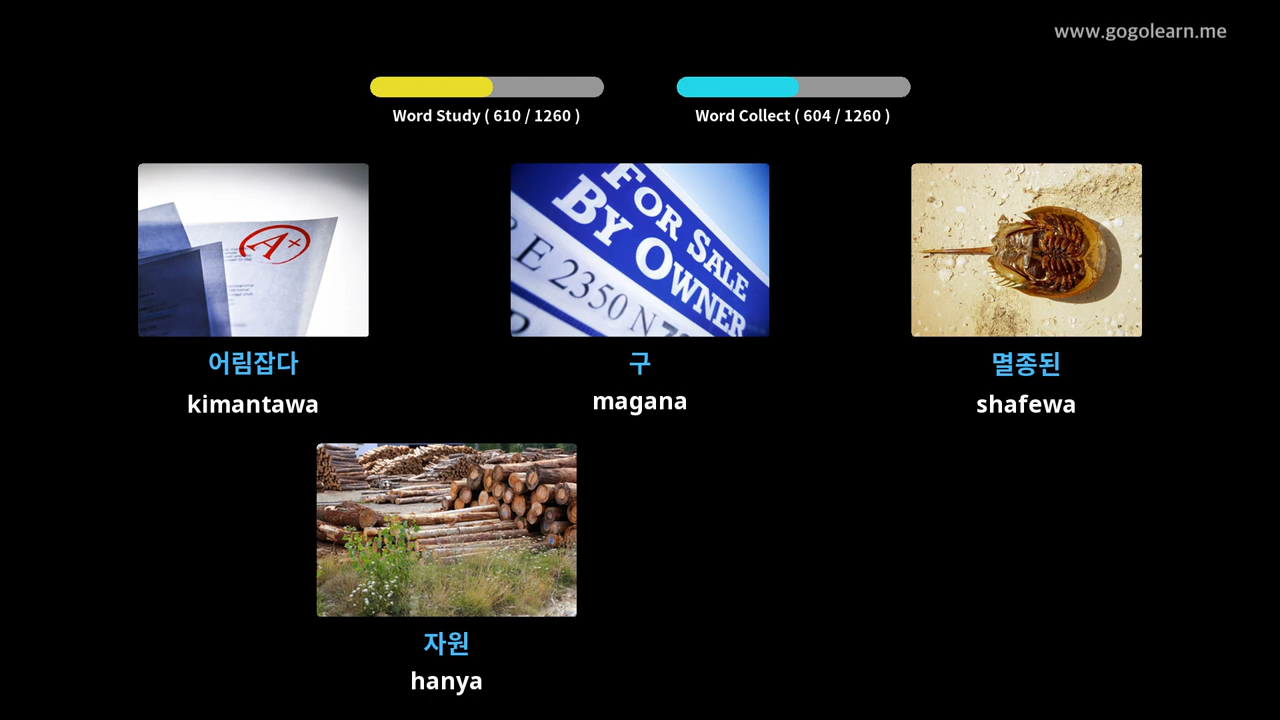 www.gogolearn.me
Word Study ( 610 / 1260 )
Word Collect ( 604 / 1260 )
A+
FOR SALE
BY OWNER
E 2350 N
어림잡다
kimantawa
구
magana
멸종된
shafewa
자원
hanya